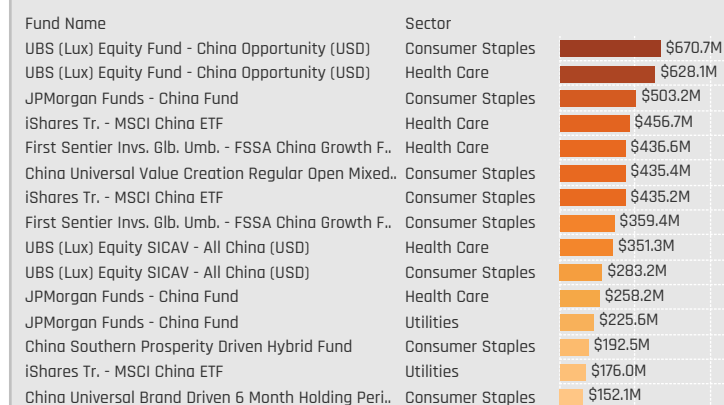 Fund Name Sector
UBS (Lux) Equity Fund - China Opportunity (USD) Consumer Staples $670.7M
UBS (Lux) Equity Fund - China Opportunity (USD) Health Care $628.1M
JPMorgan Funds - China Fund Consumer Staples $503.2M
iShares Tr. - MSCI China ETF Health Care $456.7M
First Sentier Invs. Glb. Umb. - FSSA China Growth F.. Health Care $436.6M
China Universal Value Creation Regular Open Mixed.. Consumer Staples $435.4M
iShares Tr. - MSCI China ETF Consumer Staples $435.2M
First Sentier Invs. Glb. Umb. - FSSA China Growth F.. Consumer Staples $359.4M
UBS (Lux) Equity SICAV - All China (USD) Health Care $351.3M
UBS (Lux) Equity SICAV - All China (USD) Consumer Staples $283.2M
JPMorgan Funds - China Fund Health Care $258.2M
JPMorgan Funds - China Fund Utilities $225.6M
China Southern Prosperity Driven Hybrid Fund Consumer Staples $192.5M
iShares Tr. - MSCI China ETF Utilities $176.0M
China Universal Brand Driven 6 Month Holding Peri.. Consumer Staples $152.1M